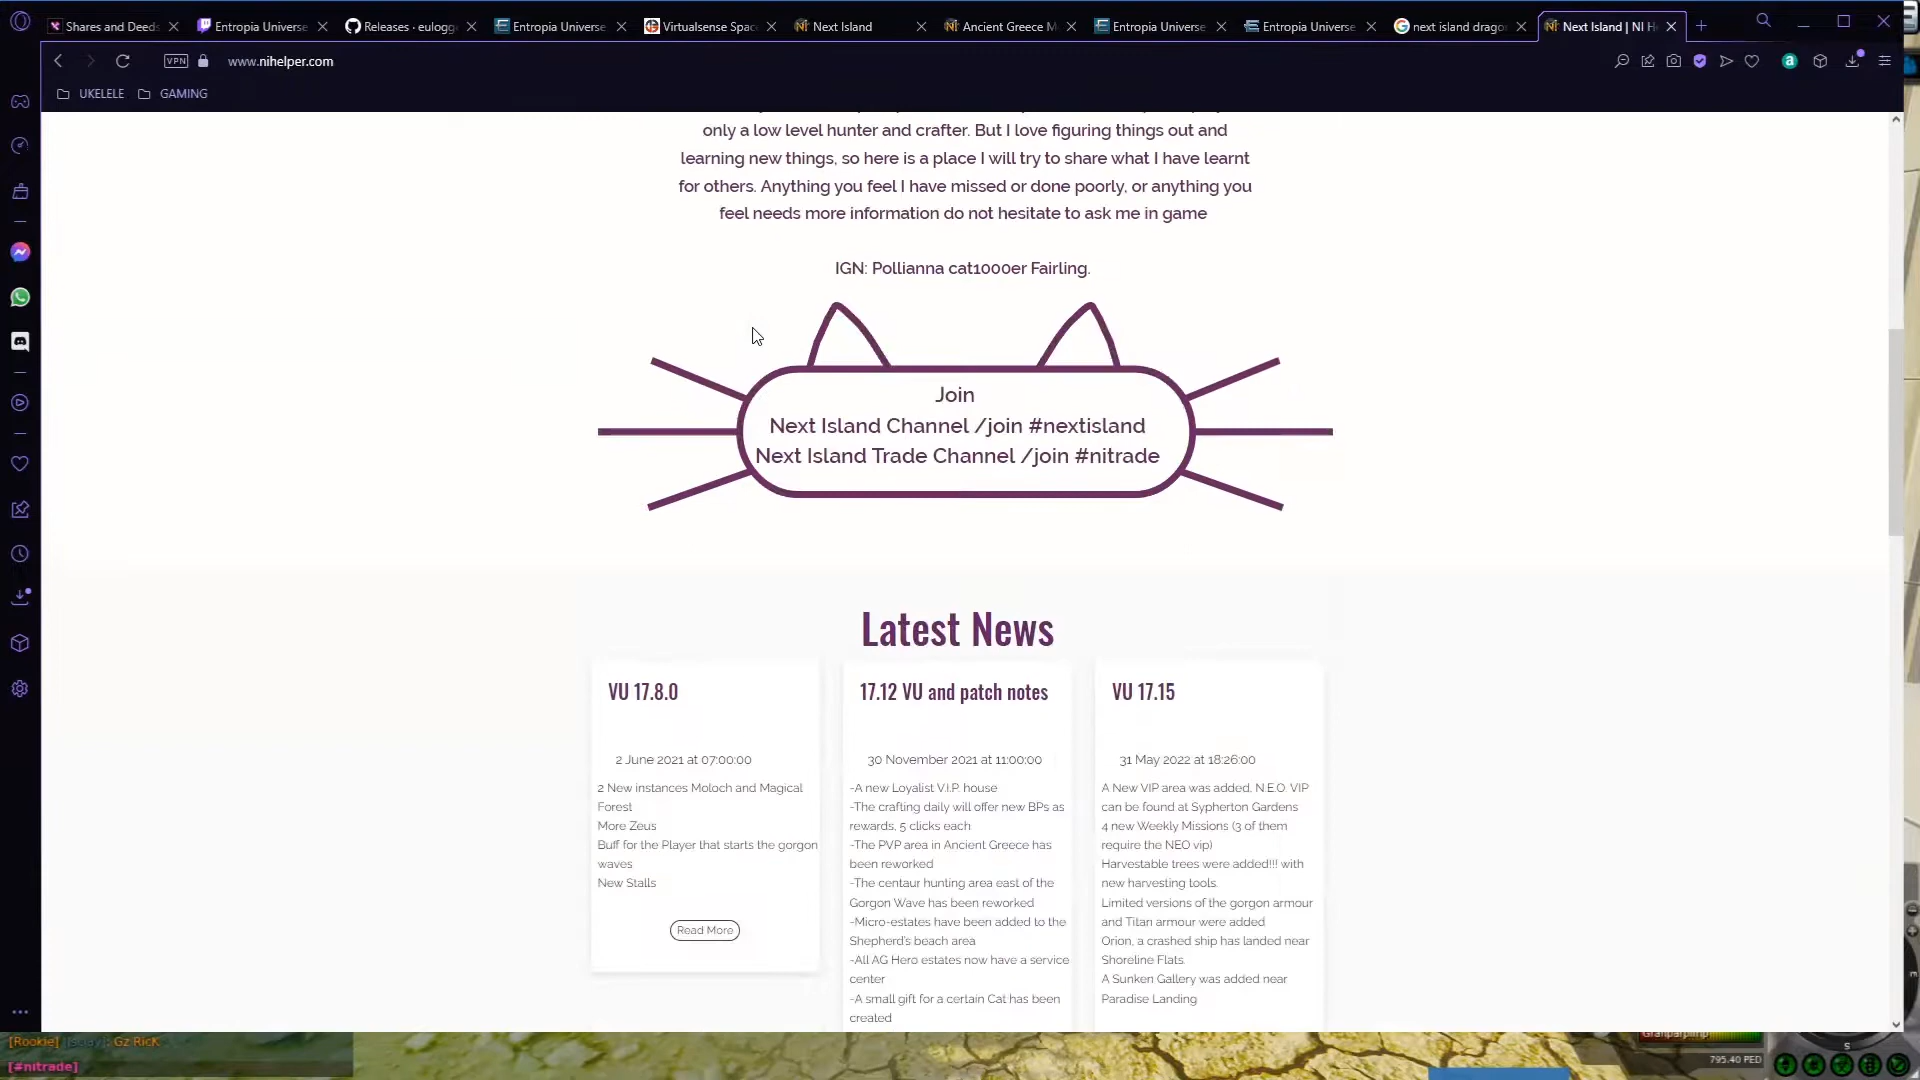 Shares and Deeds
Entropia Universe
Releases · eulogg
Entropia Universe
Virtualsense Spac
Next Island
Ancient Greece M
Entropia Universe
Entropia Universe
next island drago
Next Island | NI H
VPN
www.nihelper.com
UKELELE
GAMING
only a low level hunter and crafter. But I love figuring things out and
learning new things, so here is a place I will try to share what I have learnt
for others. Anything you feel I have missed or done poorly, or anything you
feel needs more information do not hesitate to ask me in game
IGN: Pollianna cat1000er Fairling.
Join
Next Island Channel /join #nextisland
Next Island Trade Channel /join #nitrade
Latest News
VU 17.8.0
2 June 2021 at 07:00:00
2 New instances Moloch and Magical
Forest
More Zeus
Buff for the Player that starts the gorgon
waves
New Stalls
Read More
17.12 VU and patch notes
30 November 2021 at 11:00:00
-A new Loyalist V.I.P. house
-The crafting daily will offer new BPs as
rewards, 5 clicks each
-The PVP area in Ancient Greece has
been reworked
-The centaur hunting area east of the
Gorgon Wave has been reworked
-Micro-estates have been added to the
Shepherd's beach area
-All AG Hero estates now have a service
center
-A small gift for a certain Cat has been
created
VU 17.15
31 May 2022 at 18:26:00
A New VIP area was added, N.E.O. VIP
can be found at Sypherton Gardens
4 new Weekly Missions (3 of them
require the NEO vip)
Harvestable trees were added!!! with
new harvesting tools.
Limited versions of the gorgon armour
and Titan armour were added
Orion, a crashed ship has landed near
Shoreline Flats.
A Sunken Gallery was added near
Paradise Landing
[Rookie] : Gz RicK
[#nitrade]
795.40 PED
S